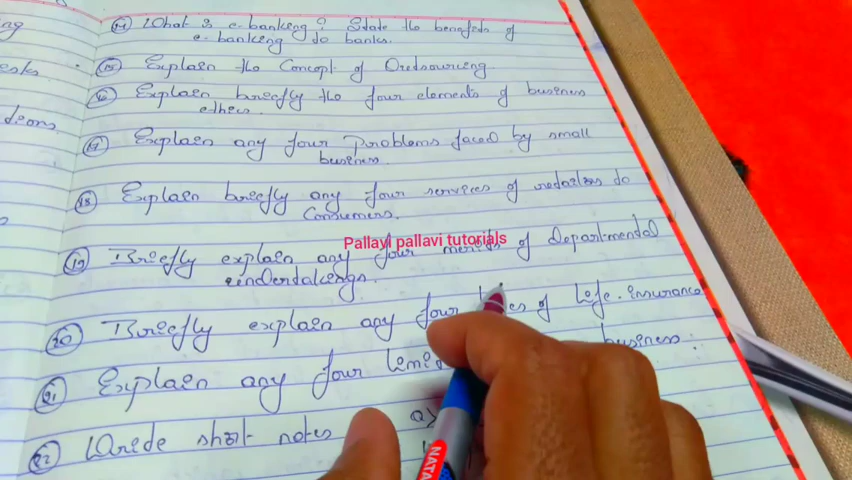 ing
14 What is e-banking? State the benefits of
e-banking to banks.
15 Explain the Concept of Outsourcing
16 Explain briefly the four elements of business
ethics.
17 Explain any four Problems faced by small
business.
18 Explain briefly any four services of retailers to
Consumers.
Pallavi pallavi tutorials
19 Briefly explain any four merits of Departmental
undertakings.
20 Briefly explain any four of Life-insurance
21 Explain any four business.
22 Write short notes a)
NATA